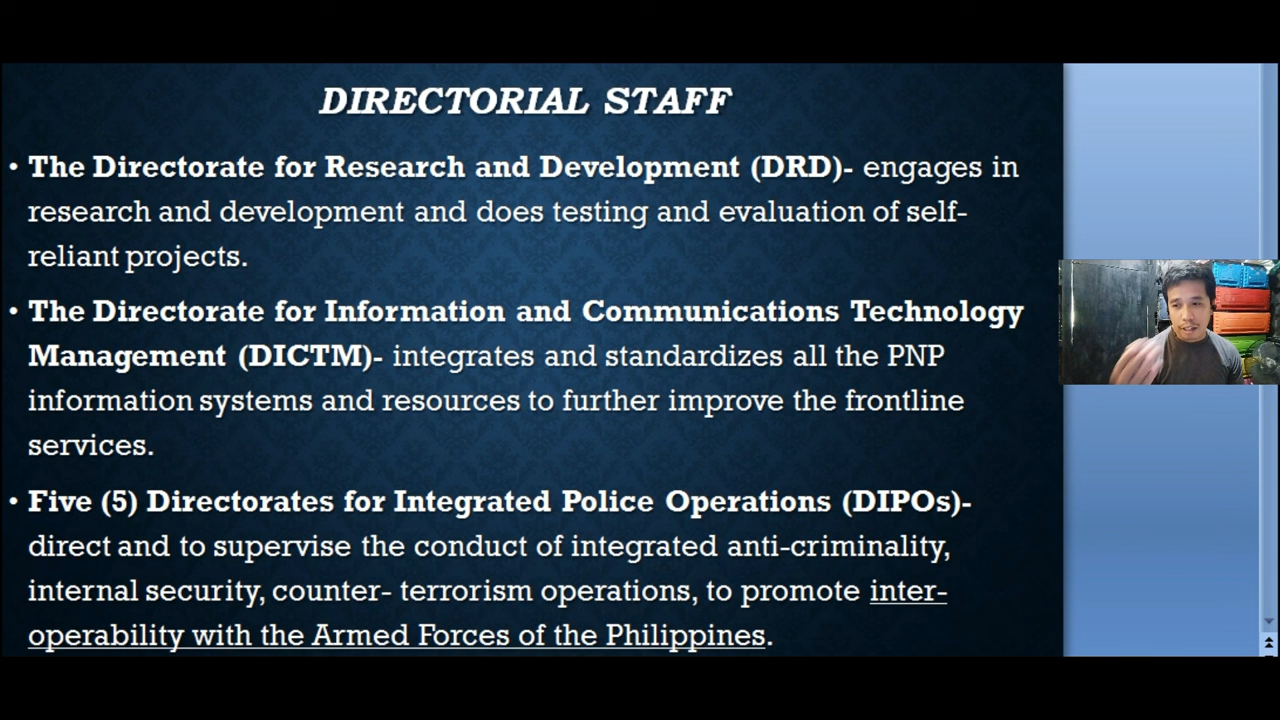 DIRECTORIAL STAFF
• The Directorate for Research and Development (DRD)- engages in
research and development and does testing and evaluation of self-
reliant projects.
• The Directorate for Information and Communications Technology
Management (DICTM)- integrates and standardizes all the PNP
information systems and resources to further improve the frontline
services.
• Five (5) Directorates for Integrated Police Operations (DIPOs)-
direct and to supervise the conduct of integrated anti-criminality,
internal security, counter- terrorism operations, to promote inter-
operability with the Armed Forces of the Philippines.